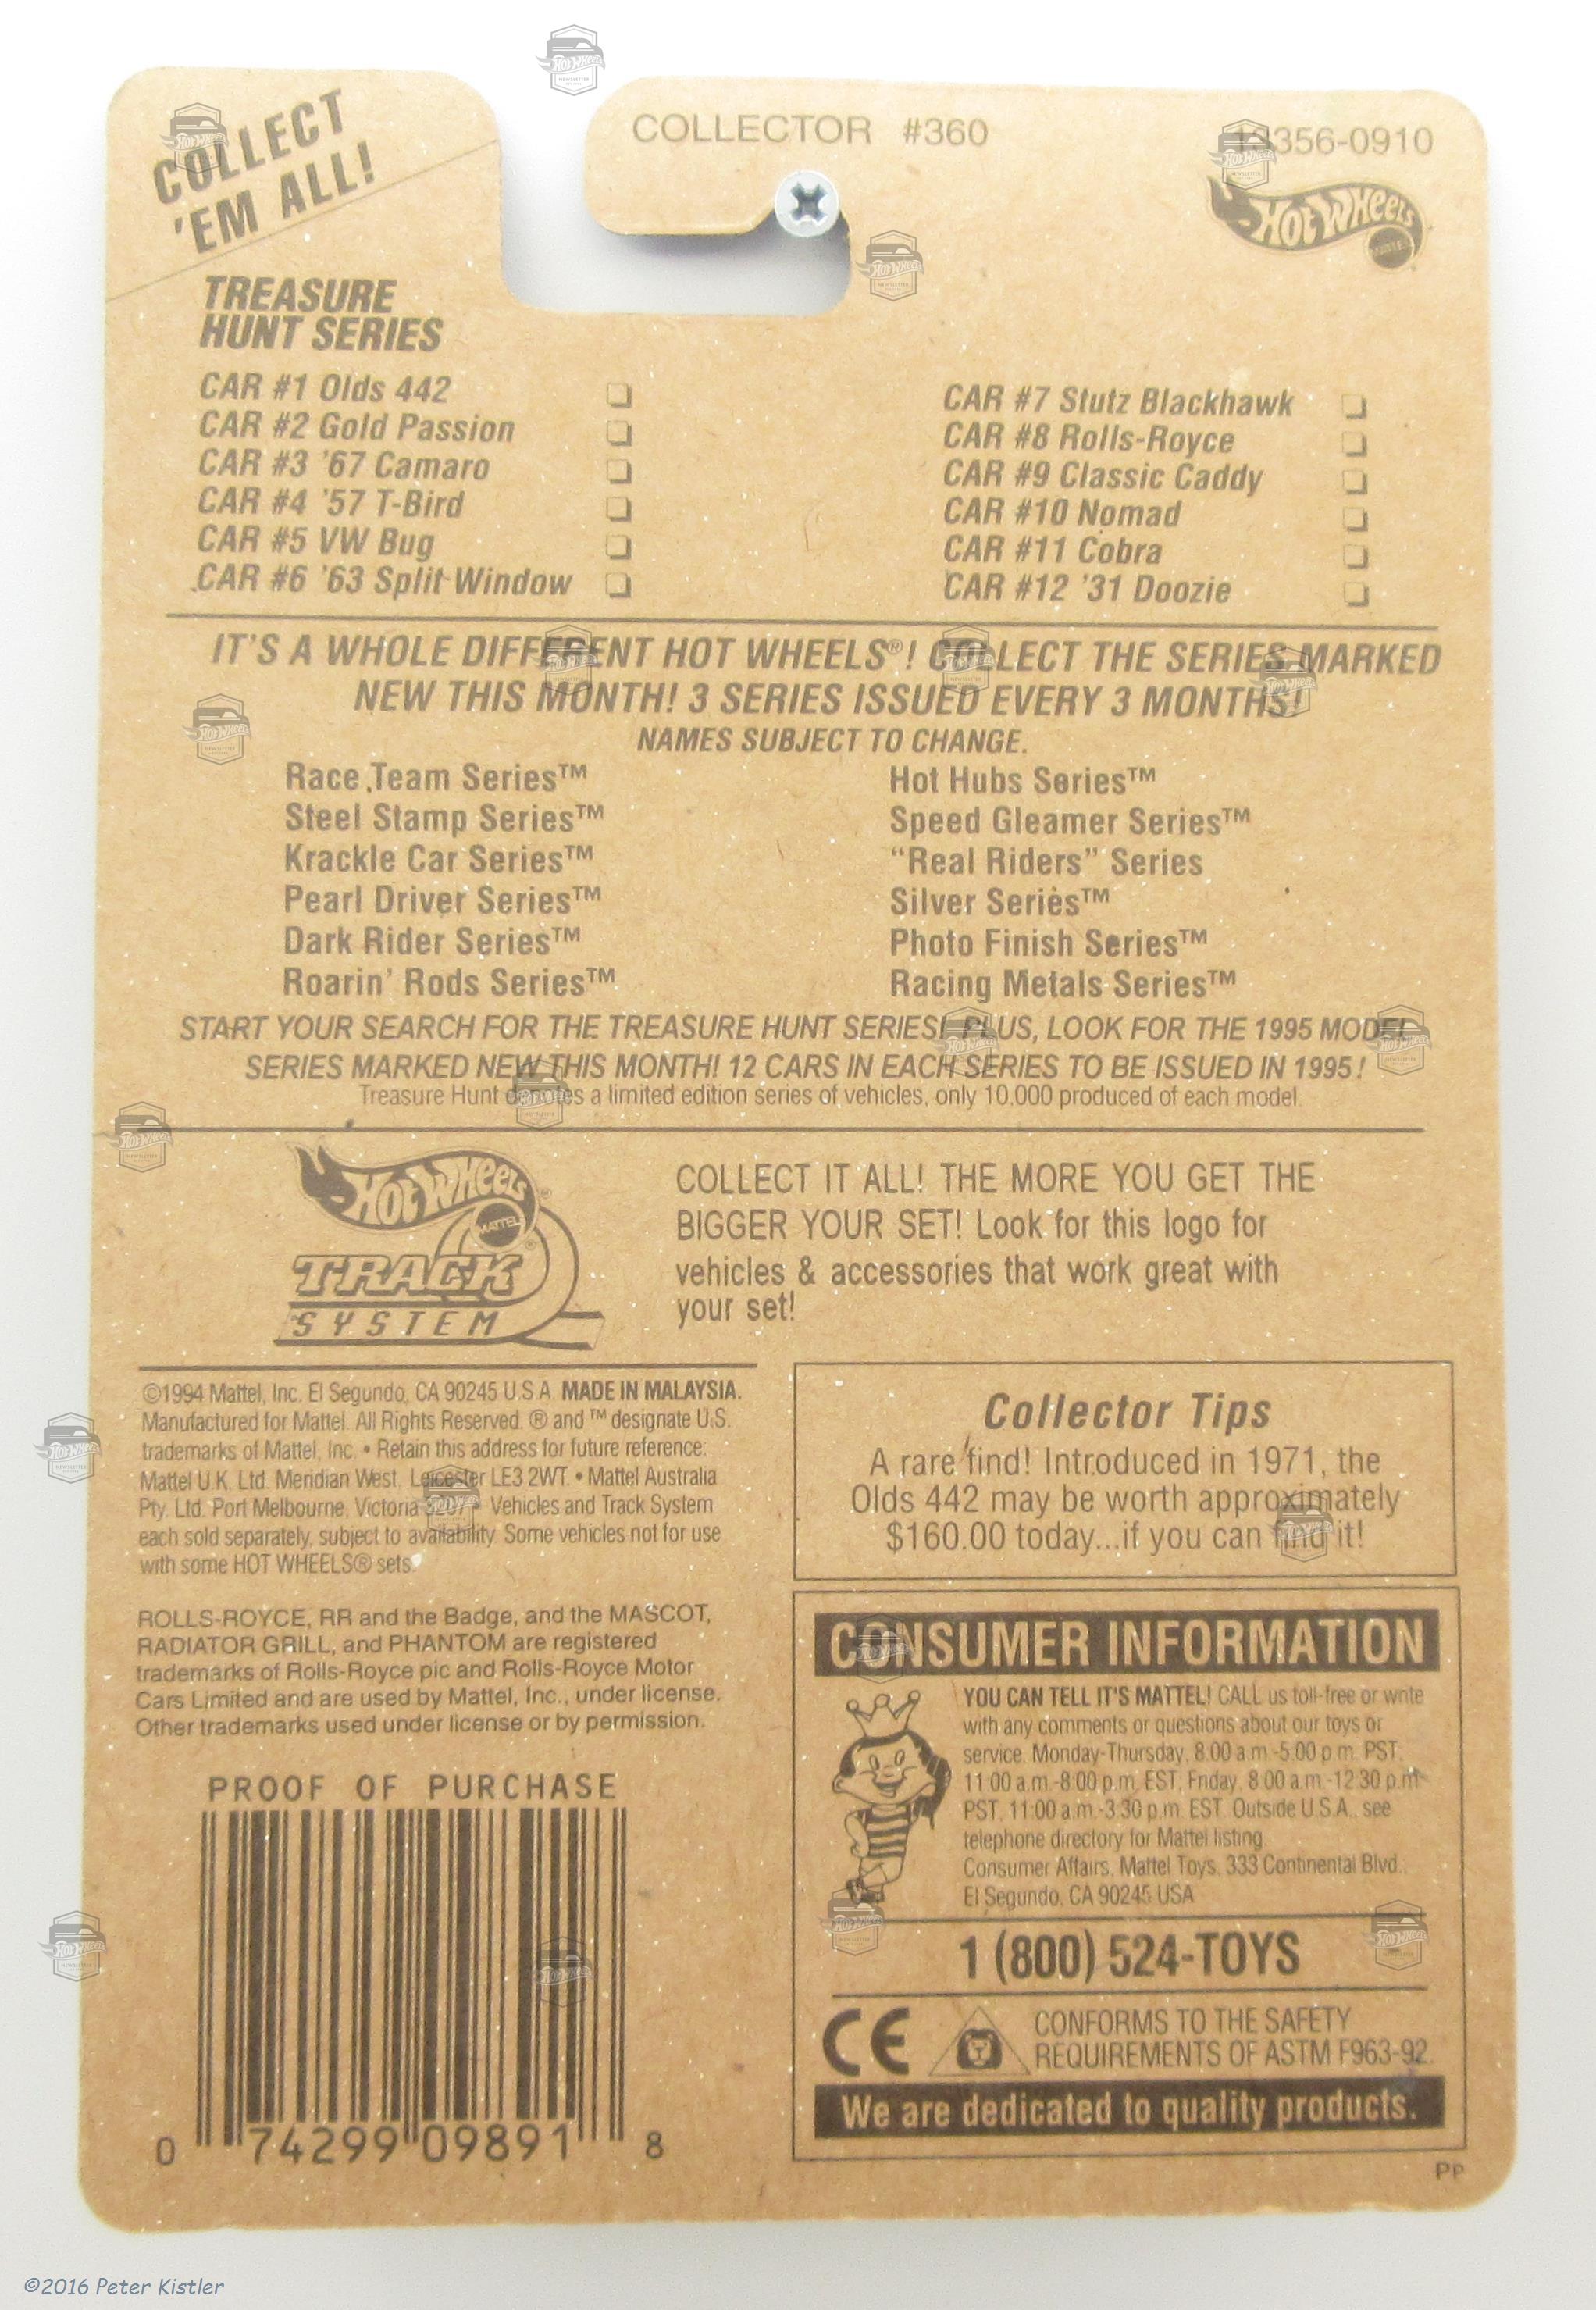 COLLECT
'EM ALL!
COLLECTOR #360
13356-0910
HOT WHEELS
MATTEL
TREASURE
HUNT SERIES
CAR #1 Olds 442
CAR #2 Gold Passion
CAR #3 '67 Camaro
CAR #4 '57 T-Bird
CAR #5 VW Bug
CAR #6 '63 Split-Window
CAR #7 Stutz Blackhawk
CAR #8 Rolls-Royce
CAR #9 Classic Caddy
CAR #10 Nomad
CAR #11 Cobra
CAR #12 '31 Doozie
IT'S A WHOLE DIFFERENT HOT WHEELS®! COLLECT THE SERIES MARKED
NEW THIS MONTH! 3 SERIES ISSUED EVERY 3 MONTHS!
NAMES SUBJECT TO CHANGE.
Race Team Series™
Steel Stamp Series™
Krackle Car Series™
Pearl Driver Series™
Dark Rider Series™
Roarin' Rods Series™
Hot Hubs Series™
Speed Gleamer Series™
"Real Riders" Series
Silver Series™
Photo Finish Series™
Racing Metals Series™
START YOUR SEARCH FOR THE TREASURE HUNT SERIES! PLUS, LOOK FOR THE 1995 MODEL
SERIES MARKED NEW THIS MONTH! 12 CARS IN EACH SERIES TO BE ISSUED IN 1995!
Treasure Hunt denotes a limited edition series of vehicles, only 10,000 produced of each model.
HOT WHEELS®
MATTEL®
TRACK
SYSTEM
COLLECT IT ALL! THE MORE YOU GET THE
BIGGER YOUR SET! Look for this logo for
vehicles & accessories that work great with
your set!
©1994 Mattel, Inc. El Segundo, CA 90245 U.S.A. MADE IN MALAYSIA.
Manufactured for Mattel. All Rights Reserved. ® and ™ designate U.S.
trademarks of Mattel, Inc. • Retain this address for future reference:
Mattel U.K. Ltd. Meridian West, Leicester LE3 2WT. • Mattel Australia
Pty. Ltd. Port Melbourne, Victoria 3207 • Vehicles and Track System
each sold separately, subject to availability. Some vehicles not for use
with some HOT WHEELS® sets.
ROLLS-ROYCE, RR and the Badge, and the MASCOT,
RADIATOR GRILL, and PHANTOM are registered
trademarks of Rolls-Royce plc and Rolls-Royce Motor
Cars Limited and are used by Mattel, Inc., under license.
Other trademarks used under license or by permission.
PROOF OF PURCHASE
0 74299 09891 8
Collector Tips
A rare find! Introduced in 1971, the
Olds 442 may be worth approximately
$160.00 today...if you can find it!
CONSUMER INFORMATION
YOU CAN TELL IT'S MATTEL! CALL us toll-free or write
with any comments or questions about our toys or
service, Monday-Thursday, 8:00 a.m.-5:00 p.m. PST,
11:00 a.m.-8:00 p.m. EST, Friday, 8:00 a.m.-12:30 p.m.
PST, 11:00 a.m.-3:30 p.m. EST. Outside U.S.A., see
telephone directory for Mattel listing.
Consumer Affairs, Mattel Toys, 333 Continental Blvd.,
El Segundo, CA 90245 USA
1 (800) 524-TOYS
CE
CONFORMS TO THE SAFETY
REQUIREMENTS OF ASTM F963-92.
We are dedicated to quality products.
PP
©2016 Peter Kistler